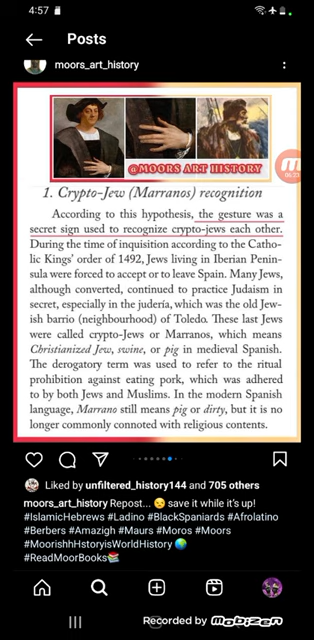 4:57
Posts
moors_art_history
@MOORS ART HISTORY
06:33
1. Crypto-Jew (Marranos) recognition
According to this hypothesis, the gesture was a
secret sign used to recognize crypto-jews each other.
During the time of inquisition according to the Catho-
lic Kings' order of 1492, Jews living in Iberian Penin-
sula were forced to accept or to leave Spain. Many Jews,
although converted, continued to practice Judaism in
secret, especially in the judería, which was the old Jew-
ish barrio (neighbourhood) of Toledo. These last Jews
were called crypto-Jews or Marranos, which means
Christianized Jew, swine, or pig in medieval Spanish.
The derogatory term was used to refer to the ritual
prohibition against eating pork, which was adhered
to by both Jews and Muslims. In the modern Spanish
language, Marrano still means pig or dirty, but it is no
longer commonly connoted with religious contents.
Liked by unfiltered_history144 and 705 others
moors_art_history Repost... 😒 save it while it's up!
#IslamicHebrews #Ladino #BlackSpaniards #Afrolatino
#Berbers #Amazigh #Maurs #Moros #Moors
#MoorishhHstoryisWorldHistory 🌍
#ReadMoorBooks📚
Recorded by mobizen